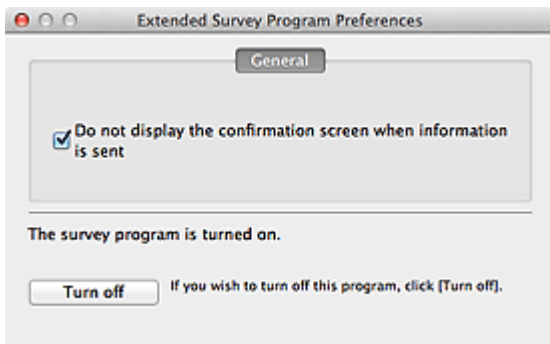 Extended Survey Program Preferences
General
Do not display the confirmation screen when information
is sent
The survey program is turned on.
Turn off
If you wish to turn off this program, click [Turn off].